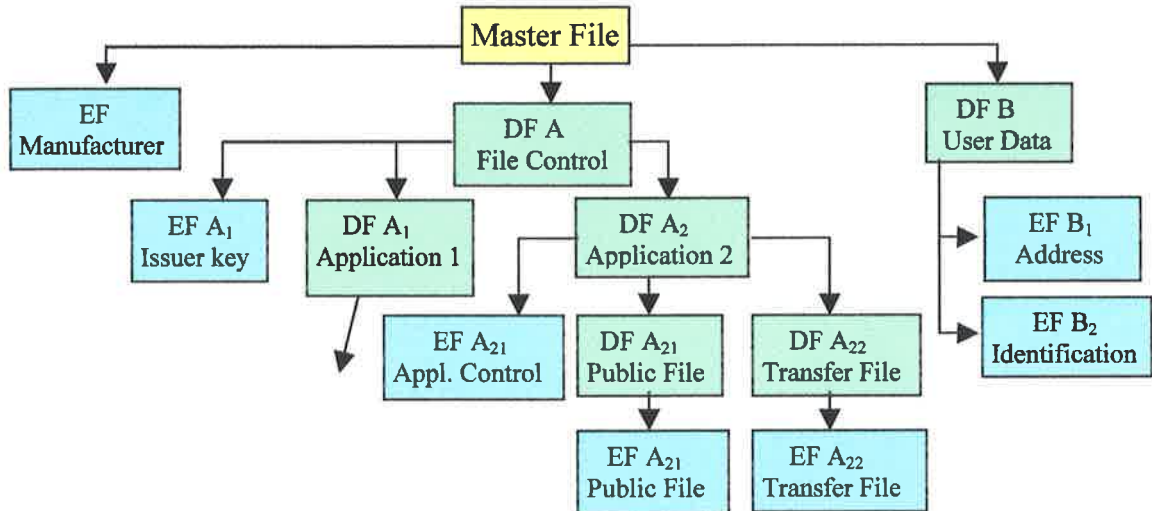 Master File
EF
Manufacturer
DF A
File Control
DF B
User Data
EF A₁
Issuer key
DF A₁
Application 1
DF A₂
Application 2
EF B₁
Address
EF B₂
Identification
EF A₂₁
Appl. Control
DF A₂₁
Public File
DF A₂₂
Transfer File
EF A₂₁
Public File
EF A₂₂
Transfer File